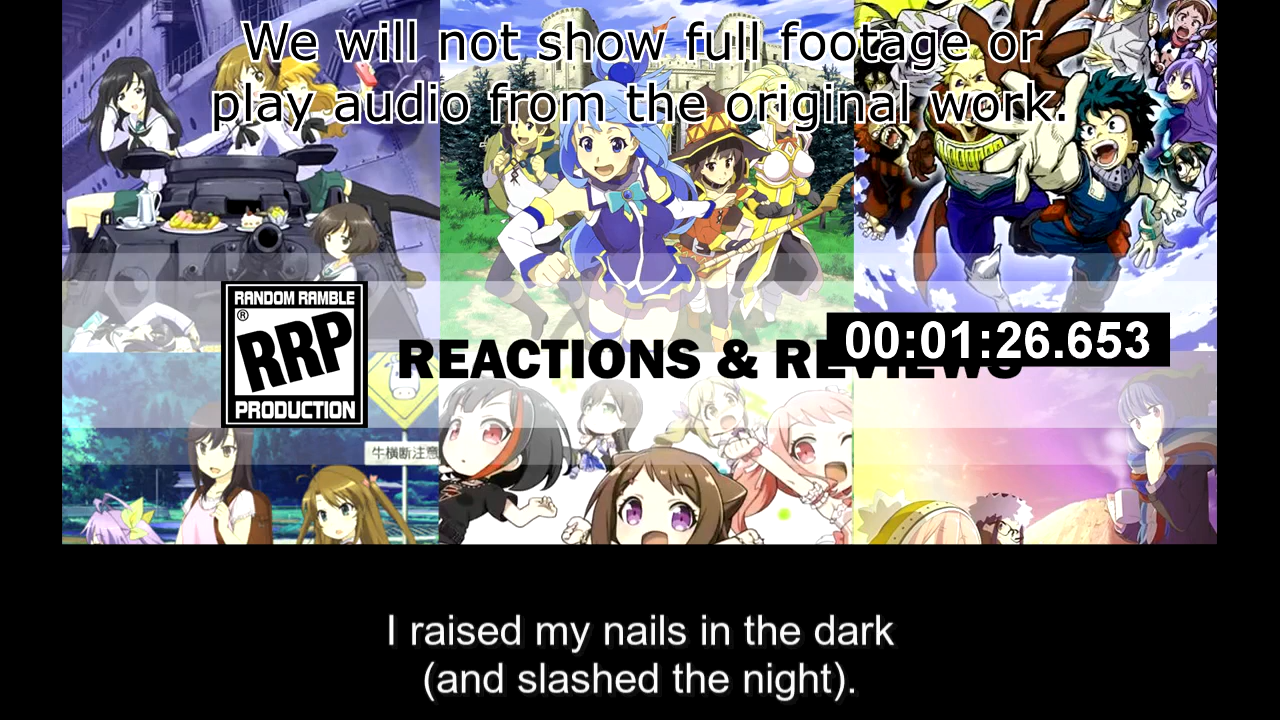 We will not show full footage or
play audio from the original work.
RANDOM RAMBLE
®
RRP
PRODUCTION
REACTIONS & REVIEWS
00:01:26.653
牛横断注意
I raised my nails in the dark
(and slashed the night).